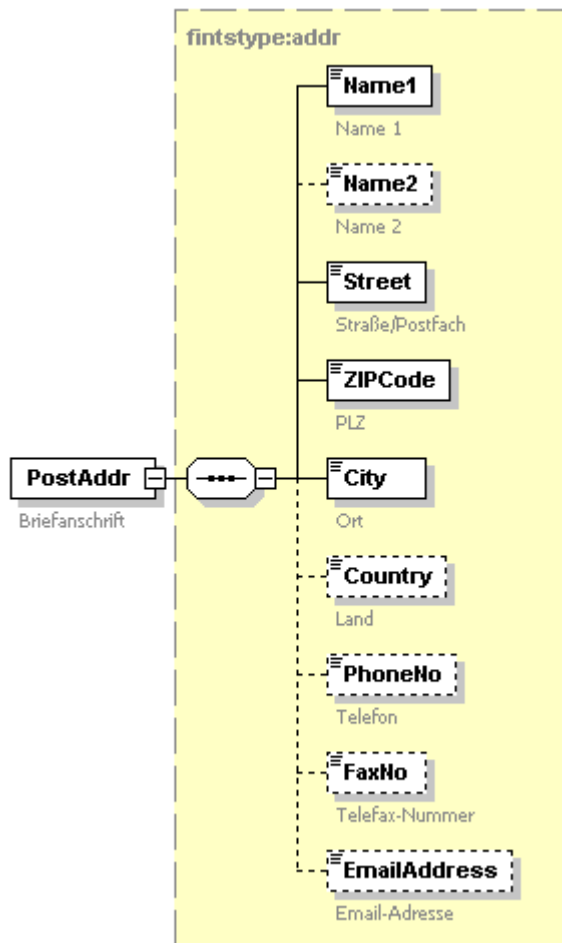 fintstype:addr
Name1
Name 1
Name2
Name 2
Street
Straße/Postfach
ZIPCode
PLZ
PostAddr
Briefanschrift
City
Ort
Country
Land
PhoneNo
Telefon
FaxNo
Telefax-Nummer
EmailAddress
Email-Adresse